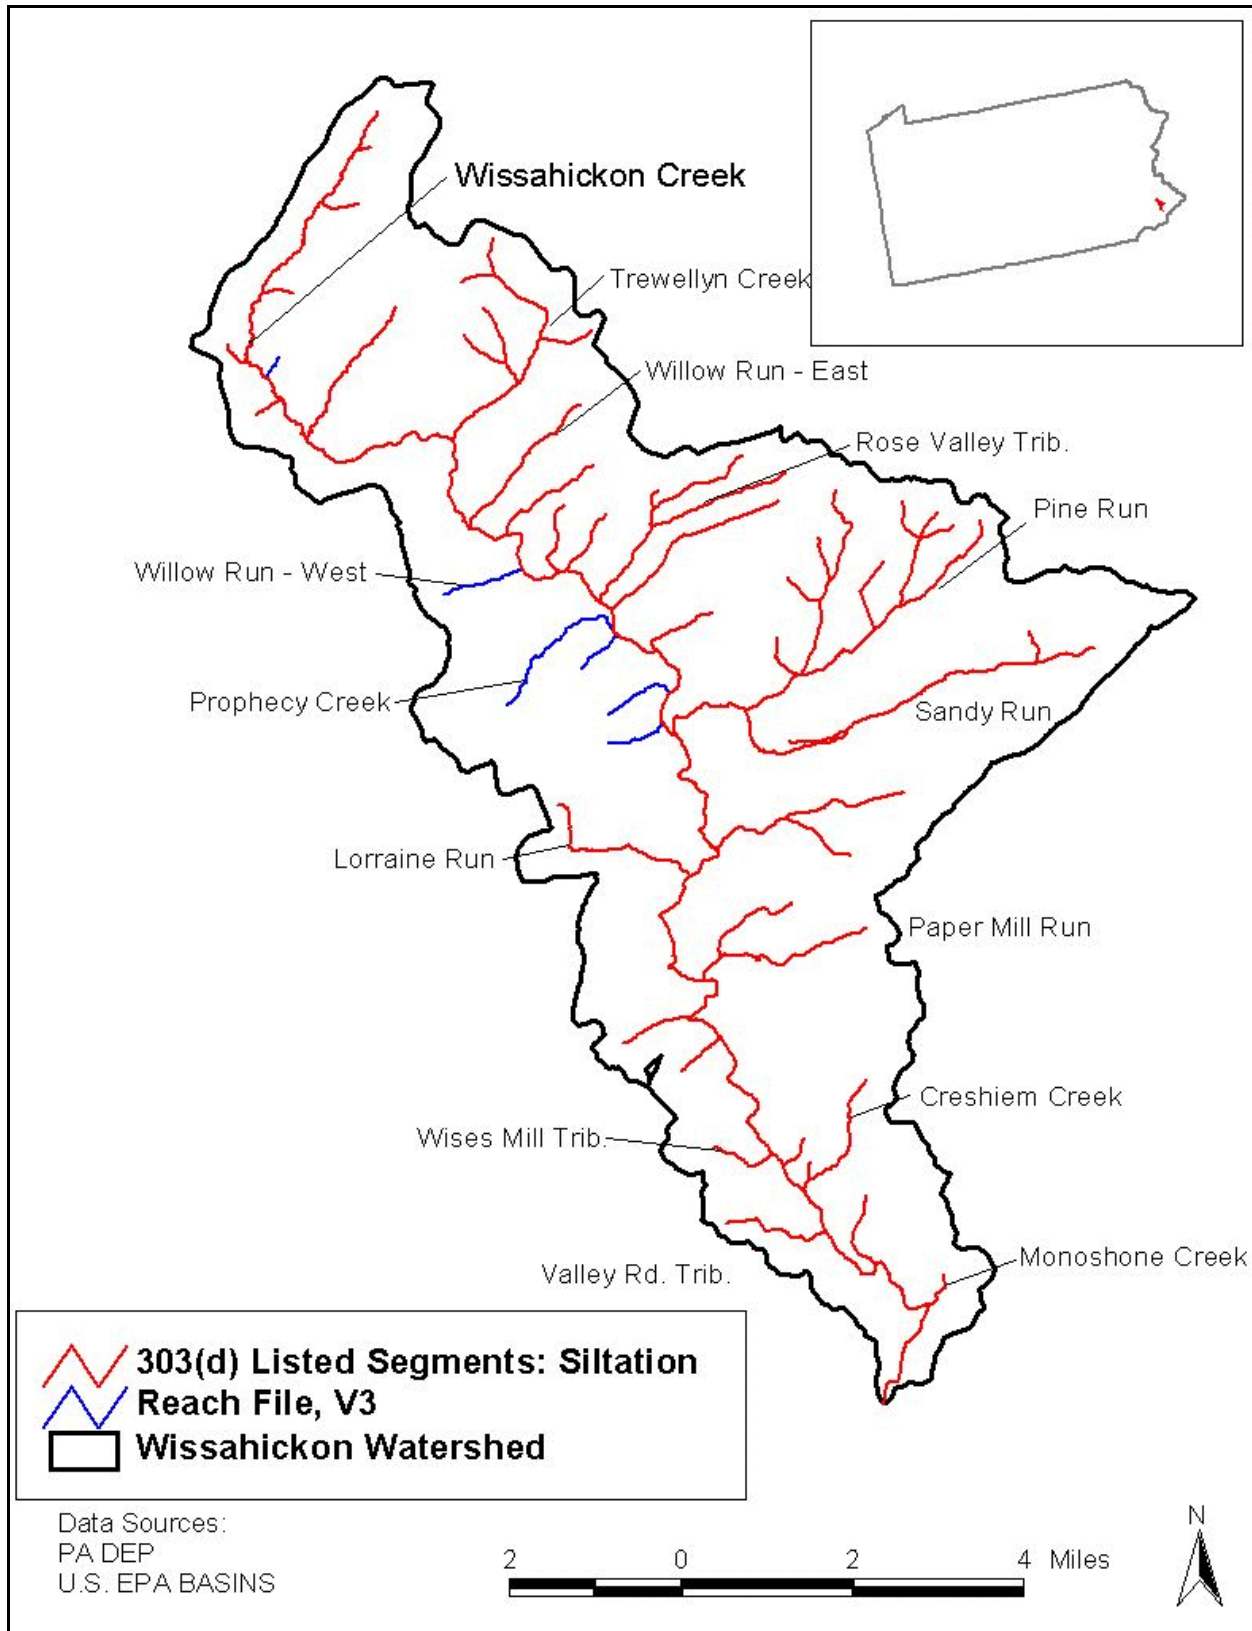 Wissahickon Creek
Trewellyn Creek
Willow Run - East
Rose Valley Trib.
Pine Run
Willow Run - West
Prophecy Creek
Sandy Run
Lorraine Run
Paper Mill Run
Creshiem Creek
Wises Mill Trib.
Monoshone Creek
Valley Rd. Trib.
303(d) Listed Segments: Siltation
Reach File, V3
Wissahickon Watershed
Data Sources:
PA DEP
U.S. EPA BASINS
2 0 2 4 Miles
N